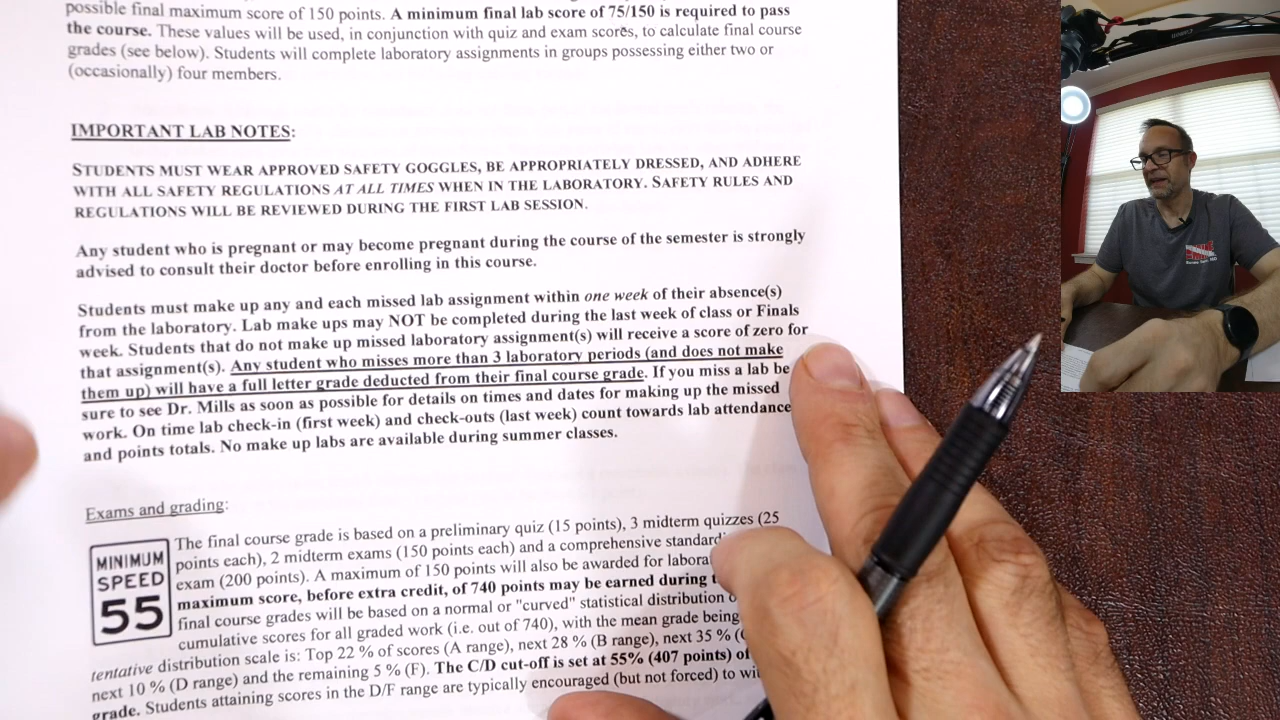 possible final maximum score of 150 points. A minimum final lab score of 75/150 is required to pass
the course. These values will be used, in conjunction with quiz and exam scores, to calculate final course
grades (see below). Students will complete laboratory assignments in groups possessing either two or
(occasionally) four members.
IMPORTANT LAB NOTES:
STUDENTS MUST WEAR APPROVED SAFETY GOGGLES, BE APPROPRIATELY DRESSED, AND ADHERE
WITH ALL SAFETY REGULATIONS AT ALL TIMES WHEN IN THE LABORATORY. SAFETY RULES AND
REGULATIONS WILL BE REVIEWED DURING THE FIRST LAB SESSION.
Any student who is pregnant or may become pregnant during the course of the semester is strongly
advised to consult their doctor before enrolling in this course.
Students must make up any and each missed lab assignment within one week of their absence(s)
from the laboratory. Lab make ups may NOT be completed during the last week of class or Finals
week. Students that do not make up missed laboratory assignment(s) will receive a score of zero for
that assignment(s). Any student who misses more than 3 laboratory periods (and does not make
them up) will have a full letter grade deducted from their final course grade. If you miss a lab be
sure to see Dr. Mills as soon as possible for details on times and dates for making up the missed
work. On time lab check-in (first week) and check-outs (last week) count towards lab attendance
and points totals. No make up labs are available during summer classes.
Exams and grading:
MINIMUM
SPEED
55
The final course grade is based on a preliminary quiz (15 points), 3 midterm quizzes (25
points each), 2 midterm exams (150 points each) and a comprehensive
exam (200 points). A maximum of 150 points will also be awarded for
maximum score, before extra credit, of 740 points may be earned during
final course grades will be based on a normal or "curved" statistical distribution
cumulative scores for all graded work (i.e. out of 740), with the mean grade being
tentative distribution scale is: Top 22 % of scores (A range), next 28 % (B range), next 35 %
next 10 % (D range) and the remaining 5 % (F). The C/D cut-off is set at 55% (407 points) of
grade. Students attaining scores in the D/F range are typically encouraged (but not forced) to